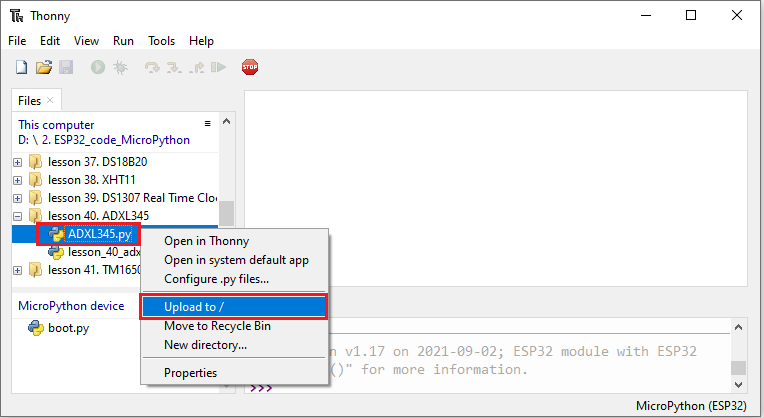 Thonny
File Edit View Run Tools Help
STOP
Files
This computer
D: \ 2. ESP32_code_MicroPython
lesson 37. DS18B20
lesson 38. XHT11
lesson 39. DS1307 Real Time Cloc
lesson 40. ADXL345
ADXL345.py
lesson_40_adx
lesson 41. TM1650
Open in Thonny
Open in system default app
Configure .py files...
Upload to /
Move to Recycle Bin
New directory...
Properties
MicroPython device
boot.py
n v1.17 on 2021-09-02; ESP32 module with ESP32
()" for more information.
>>>
MicroPython (ESP32)